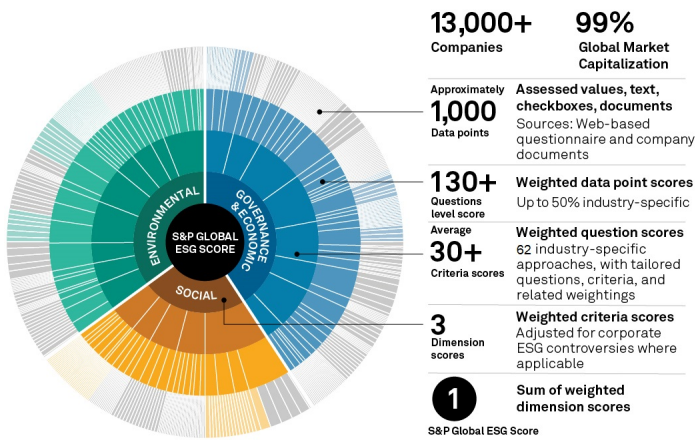 13,000+
Companies
99%
Global Market
Capitalization
Approximately
1,000
Data points
Assessed values, text,
checkboxes, documents
Sources: Web-based
questionnaire and company
documents
130+
Questions
level score
Weighted data point scores
Up to 50% industry-specific
Average
30+
Criteria scores
Weighted question scores
62 industry-specific
approaches, with tailored
questions, criteria, and
related weightings
3
Dimension
scores
Weighted criteria scores
Adjusted for corporate
ESG controversies where
applicable
1
S&P Global ESG Score
Sum of weighted
dimension scores
ENVIRONMENTAL
GOVERNANCE
& ECONOMIC
S&P GLOBAL
ESG SCORE
SOCIAL